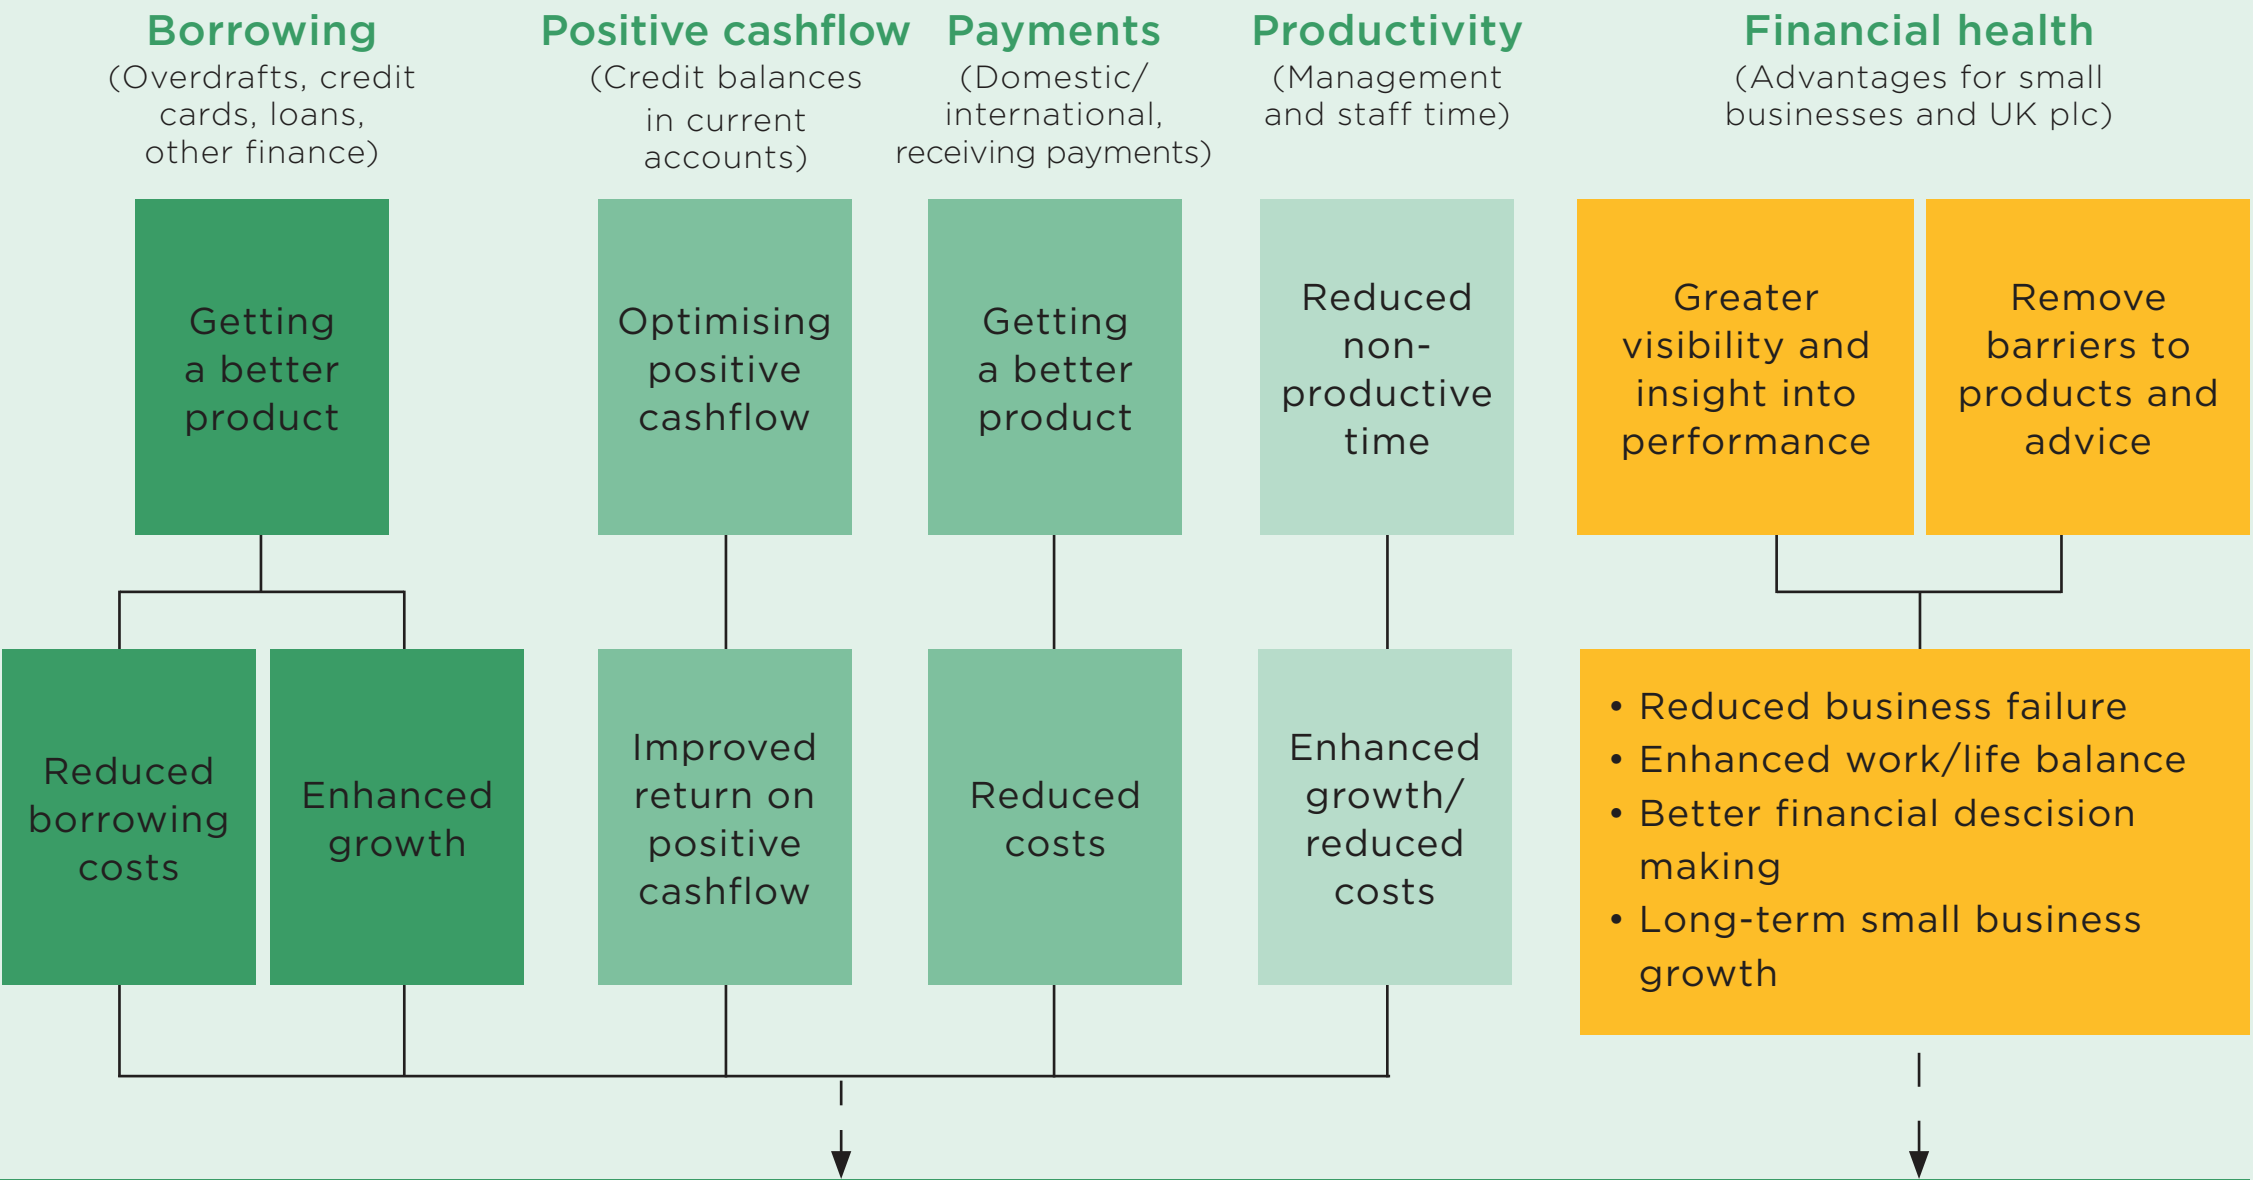 Borrowing
(Overdrafts, credit
cards, loans,
other finance)
Positive cashflow
(Credit balances
in current
accounts)
Payments
(Domestic/
international,
receiving payments)
Productivity
(Management
and staff time)
Financial health
(Advantages for small
businesses and UK plc)
Getting
a better
product
Optimising
positive
cashflow
Getting
a better
product
Reduced
non-
productive
time
Greater
visibility and
insight into
performance
Remove
barriers to
products and
advice
Reduced
borrowing
costs
Enhanced
growth
Improved
return on
positive
cashflow
Reduced
costs
Enhanced
growth/
reduced
costs
• Reduced business failure
• Enhanced work/life balance
• Better financial descision
making
• Long-term small business
growth